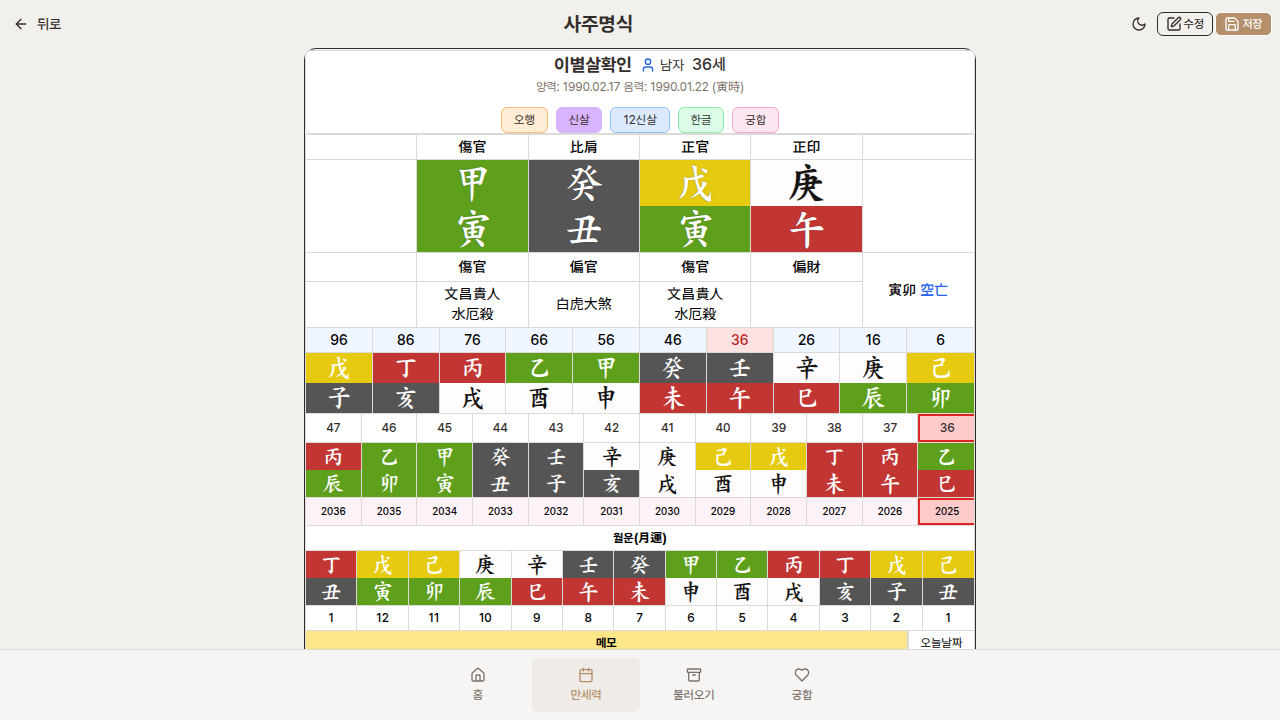 뒤로
사주명식
수정
저장
이별살확인 남자 36세
양력: 1990.02.17 음력: 1990.01.22 (寅時)
오행 신살 12신살 한글 궁합
傷官 比肩 正官 正印
甲 癸 戊 庚
寅 丑 寅 午
傷官 偏官 傷官 偏財
寅卯 空亡
文昌貴人 白虎大煞 文昌貴人
水厄殺 水厄殺
96 86 76 66 56 46 36 26 16 6
戊 丁 丙 乙 甲 癸 壬 辛 庚 己
子 亥 戌 酉 申 未 午 巳 辰 卯
47 46 45 44 43 42 41 40 39 38 37 36
丙 乙 甲 癸 壬 辛 庚 己 戊 丁 丙 乙
辰 卯 寅 丑 子 亥 戌 酉 申 未 午 巳
2036 2035 2034 2033 2032 2031 2030 2029 2028 2027 2026 2025
월운(月運)
丁 戊 己 庚 辛 壬 癸 甲 乙 丙 丁 戊 己
丑 寅 卯 辰 巳 午 未 申 酉 戌 亥 子 丑
1 12 11 10 9 8 7 6 5 4 3 2 1
메모 오늘날짜
홈 만세력 불러오기 궁합